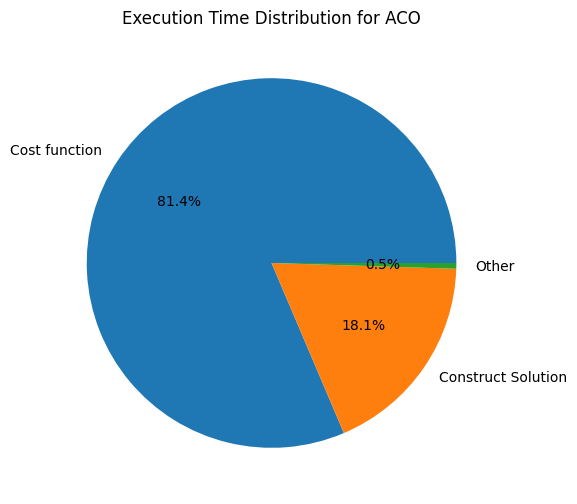 Execution Time Distribution for ACO
Cost function
81.4%
0.5%
Other
18.1%
Construct Solution